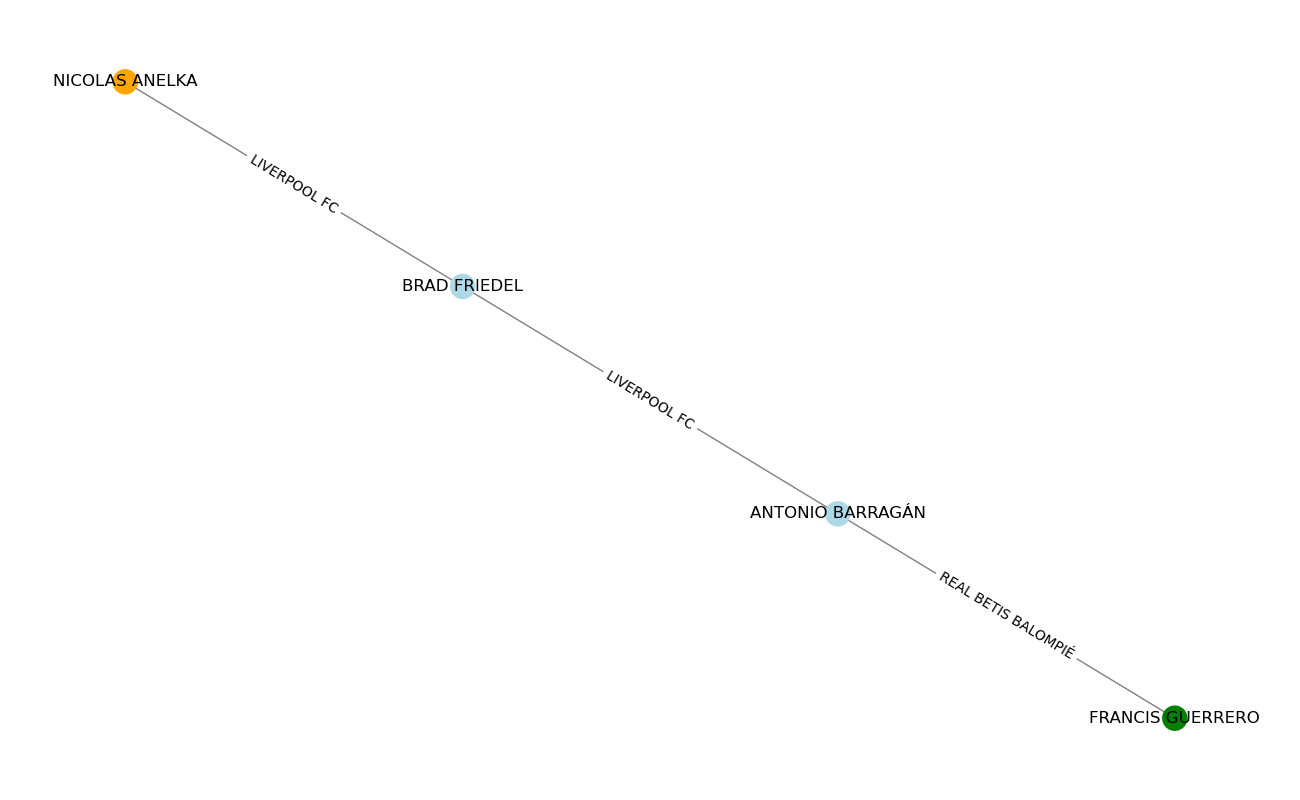 NICOLAS ANELKA
LIVERPOOL FC
BRAD FRIEDEL
LIVERPOOL FC
ANTONIO BARRAGÁN
REAL BETIS BALOMPIÉ
FRANCIS GUERRERO